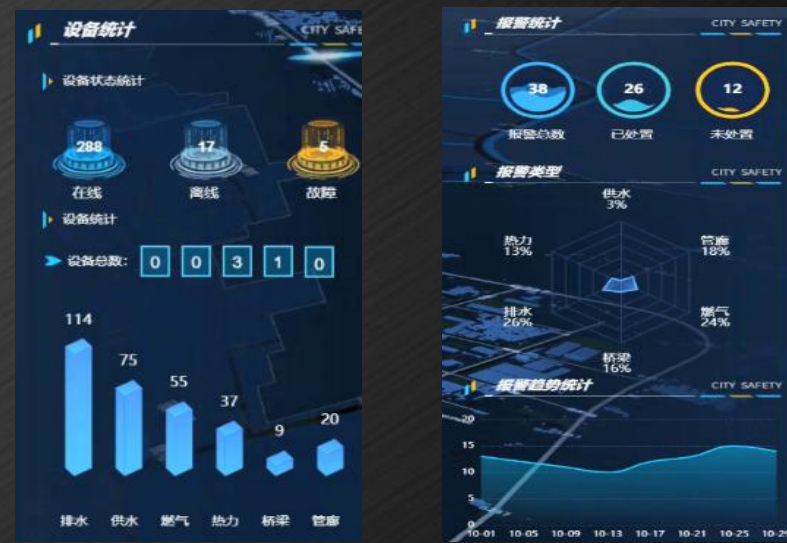 设备统计
CITY SAFE
设备状态统计
288
17
5
在线
离线
故障
设备统计
设备总数:
0 0 3 1 0
114
75
55
37
9
20
排水 供水 燃气 热力 桥梁 管廊
报警统计
CITY SAFETY
38
26
12
报警总数
已处置
未处置
报警类型
CITY SAFETY
供水
3%
热力
13%
管廊
18%
排水
26%
燃气
24%
桥梁
16%
报警趋势统计
CITY SAFETY
20
15
10
5
0
10-01 10-05 10-09 10-13 10-17 10-21 10-25 10-29